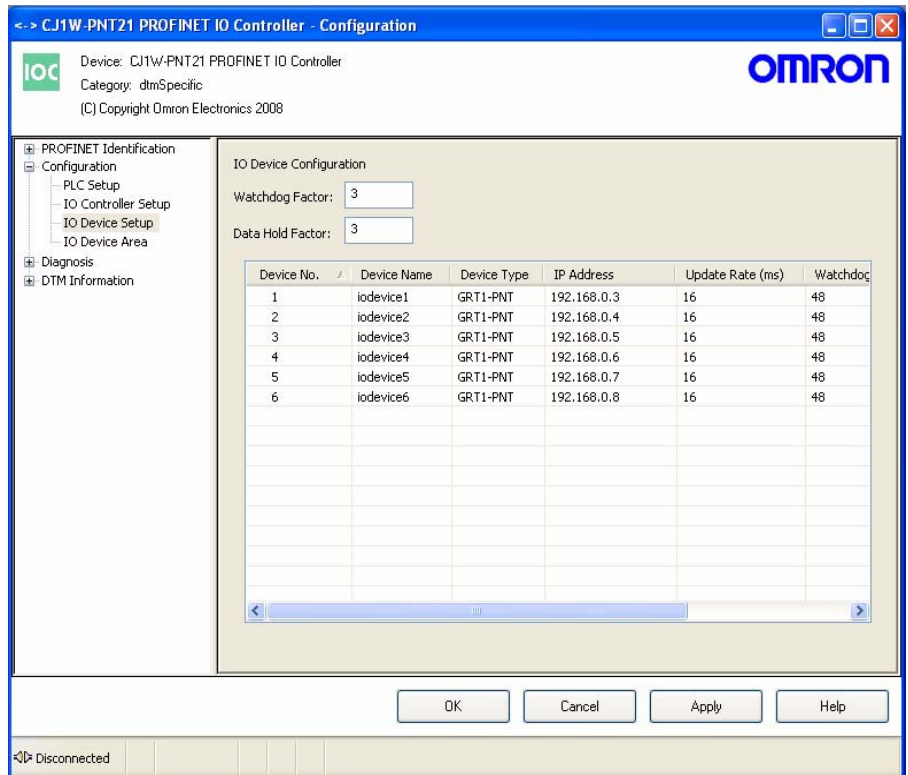 <-> CJ1W-PNT21 PROFINET IO Controller - Configuration
IOC
Device: CJ1W-PNT21 PROFINET IO Controller
Category: dtmSpecific
(C) Copyright Omron Electronics 2008
OMRON
PROFINET Identification
Configuration
PLC Setup
IO Controller Setup
IO Device Setup
IO Device Area
Diagnosis
DTM Information
IO Device Configuration
Watchdog Factor: 3
Data Hold Factor: 3
Device No. Device Name Device Type IP Address Update Rate (ms) Watchdog
1 iodevice1 GRT1-PNT 192.168.0.3 16 48
2 iodevice2 GRT1-PNT 192.168.0.4 16 48
3 iodevice3 GRT1-PNT 192.168.0.5 16 48
4 iodevice4 GRT1-PNT 192.168.0.6 16 48
5 iodevice5 GRT1-PNT 192.168.0.7 16 48
6 iodevice6 GRT1-PNT 192.168.0.8 16 48
OK Cancel Apply Help
Disconnected